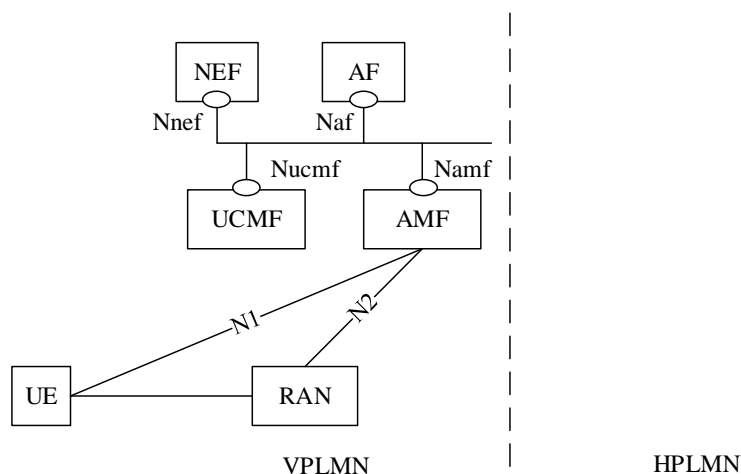 NEF
AF
Nnef
Naf
Nucmf
Namf
UCMF
AMF
N1
N2
UE
RAN
VPLMN
HPLMN